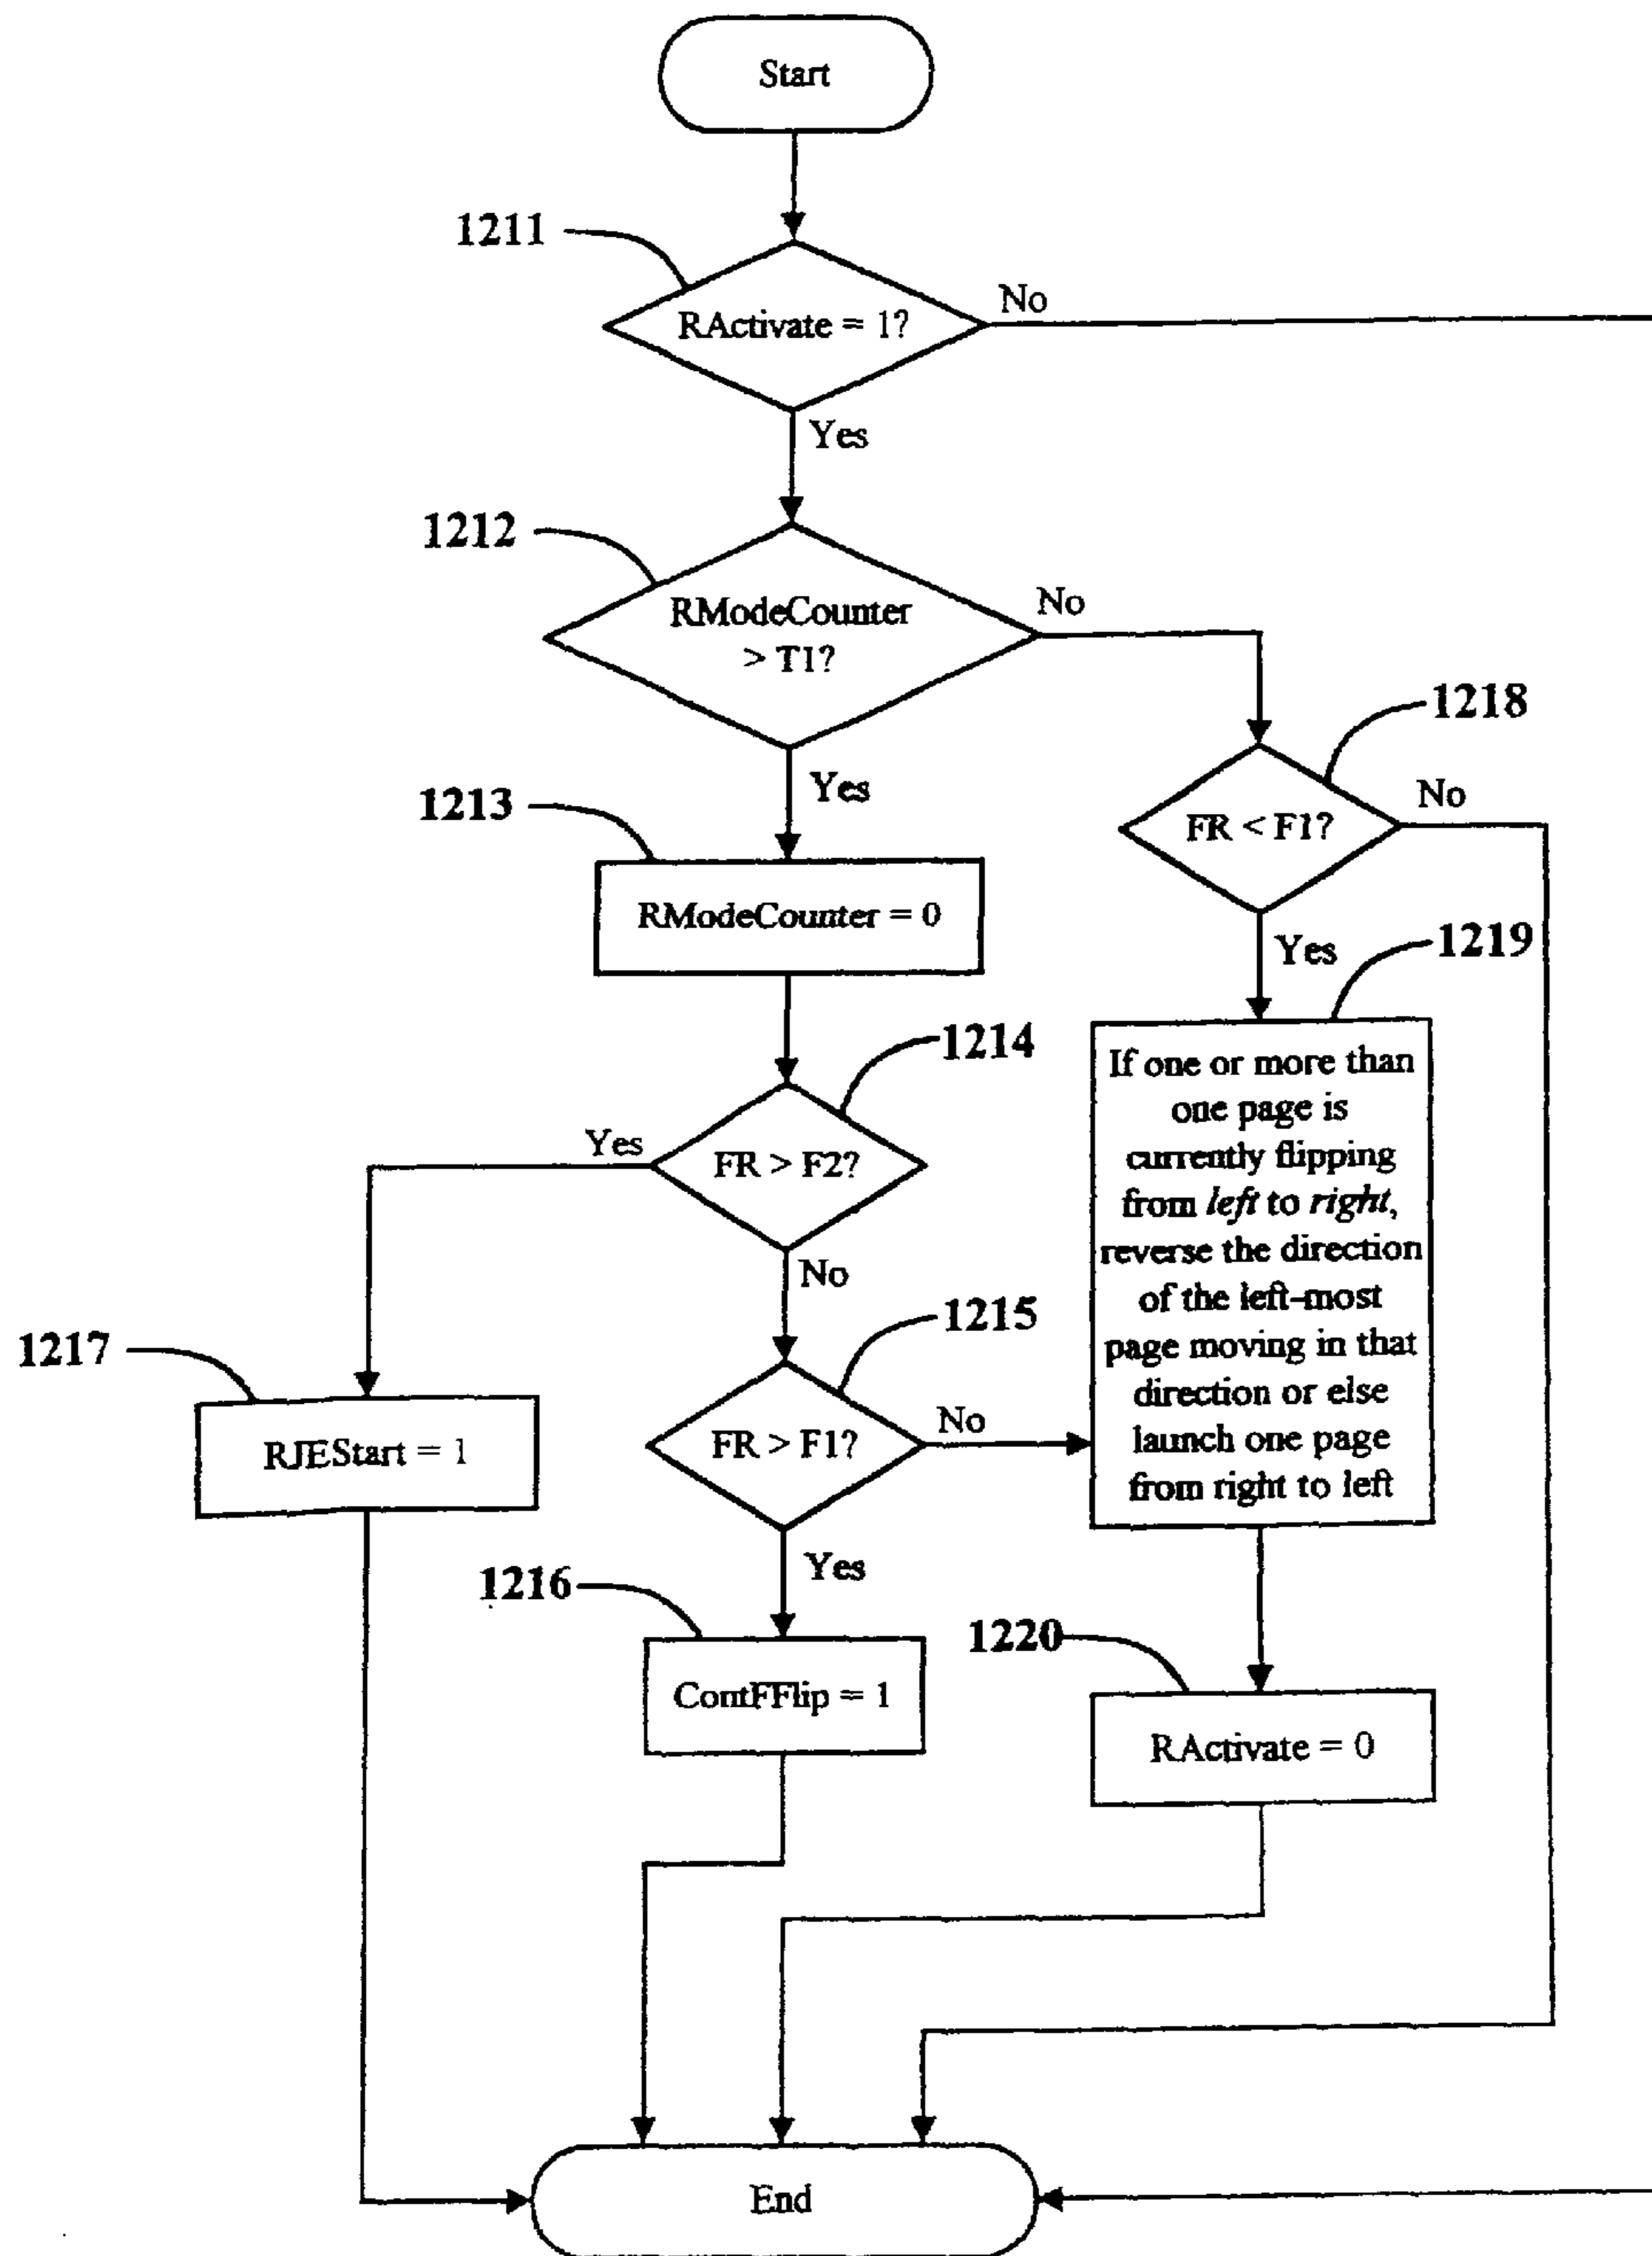 Start
1211
RActivate = 1?
No
Yes
1212
RModeCounter
> T1?
No
Yes
1218
FR < F1?
No
Yes
1213
RModeCounter = 0
1214
FR > F2?
Yes
No
1219
If one or more than
one page is
currently flipping
from left to right,
reverse the direction
of the left-most
page moving in that
direction or else
launch one page
from right to left
1215
FR > F1?
No
Yes
1217
RJEStart = 1
1216
ContFFlip = 1
1220
RActivate = 0
End